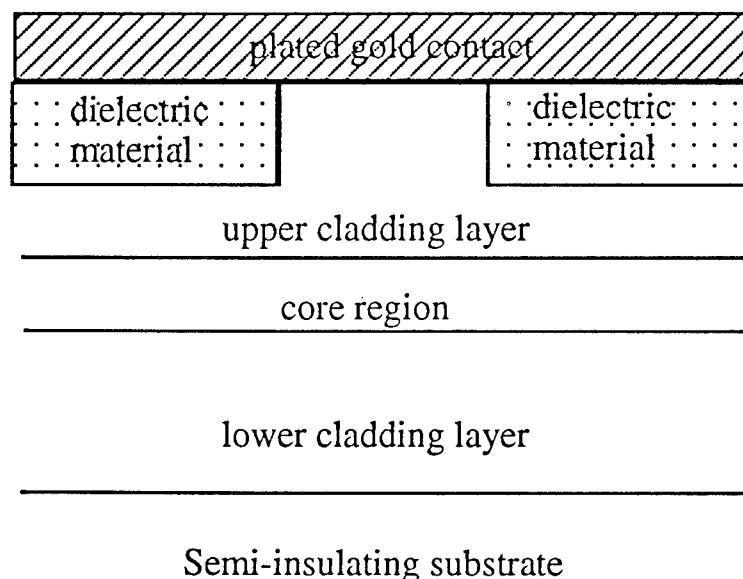 plated gold contact
dielectric
material
dielectric
material
upper cladding layer
core region
lower cladding layer
Semi-insulating substrate